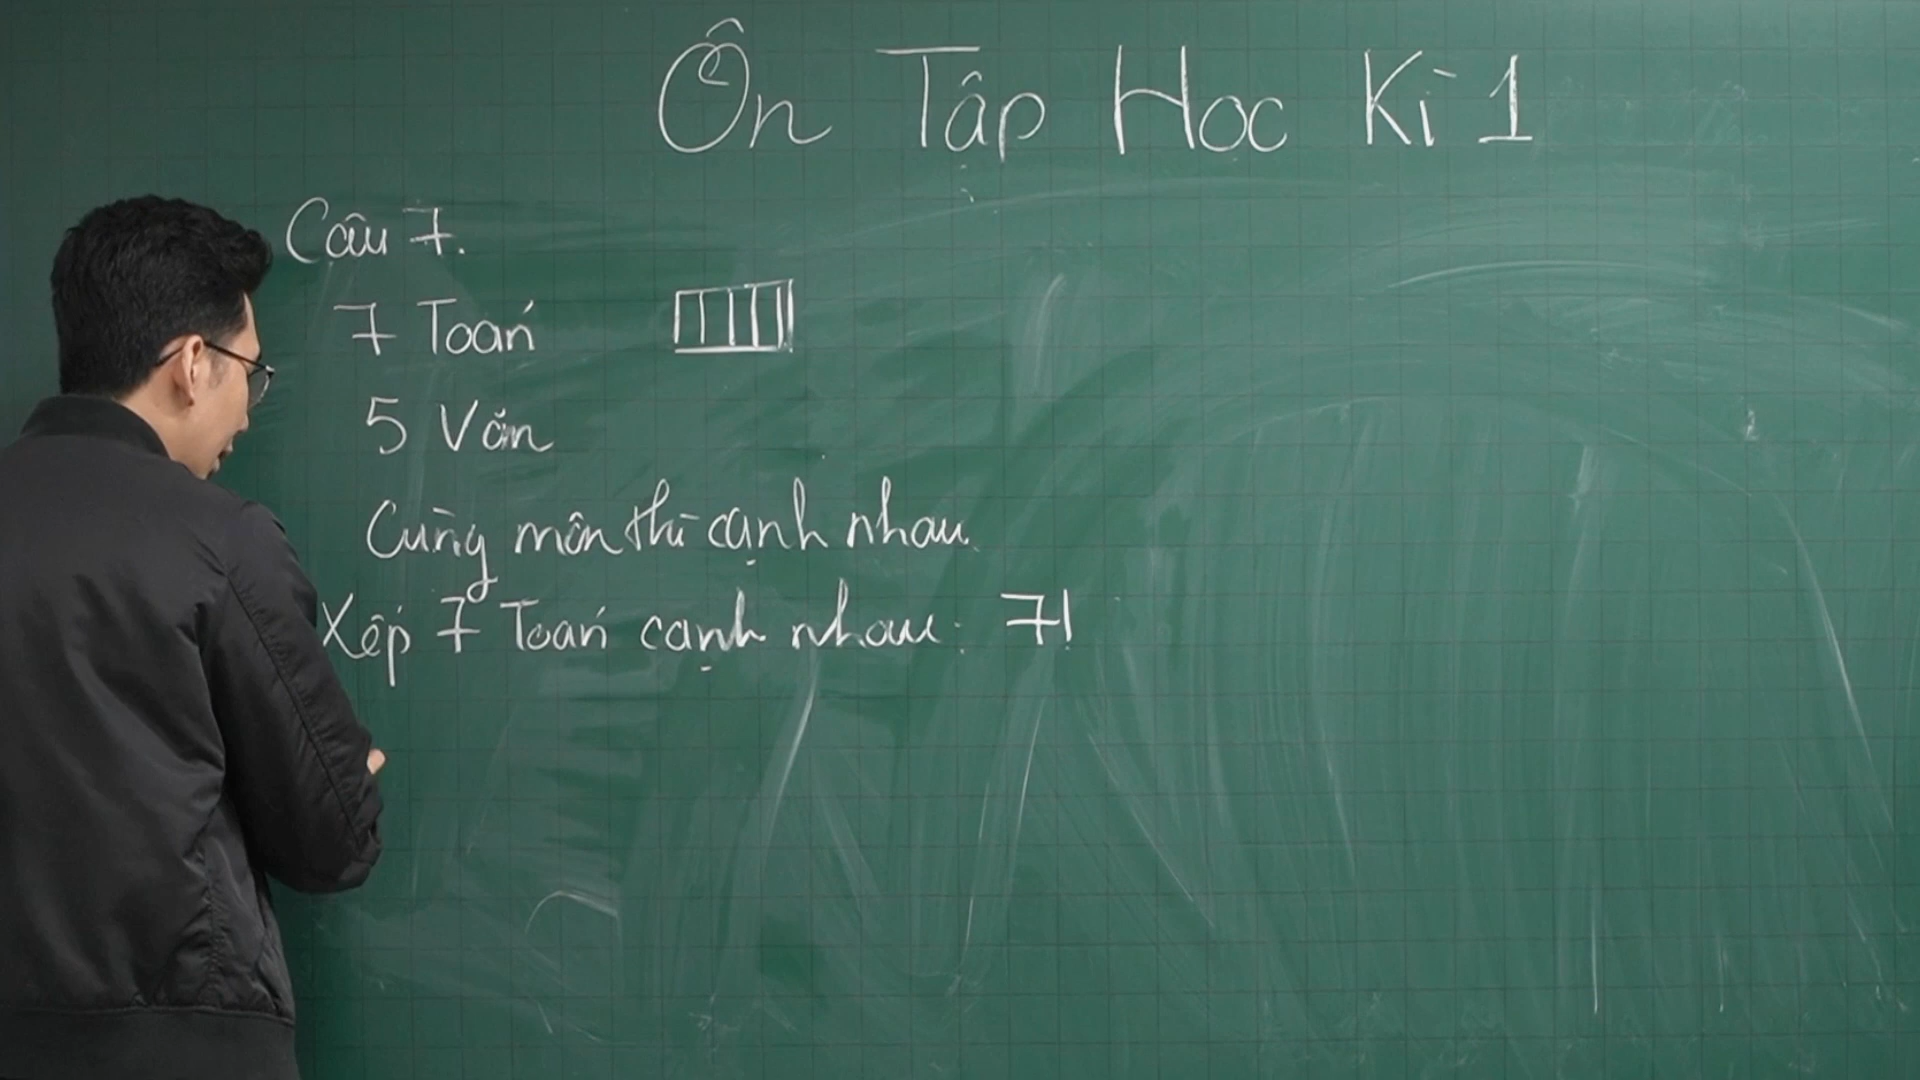 Ôn Tập Học Kì 1
Câu 7.
7 Toán
5 Văn
Cùng môn thì cạnh nhau.
Xếp 7 Toán cạnh nhau: 7!